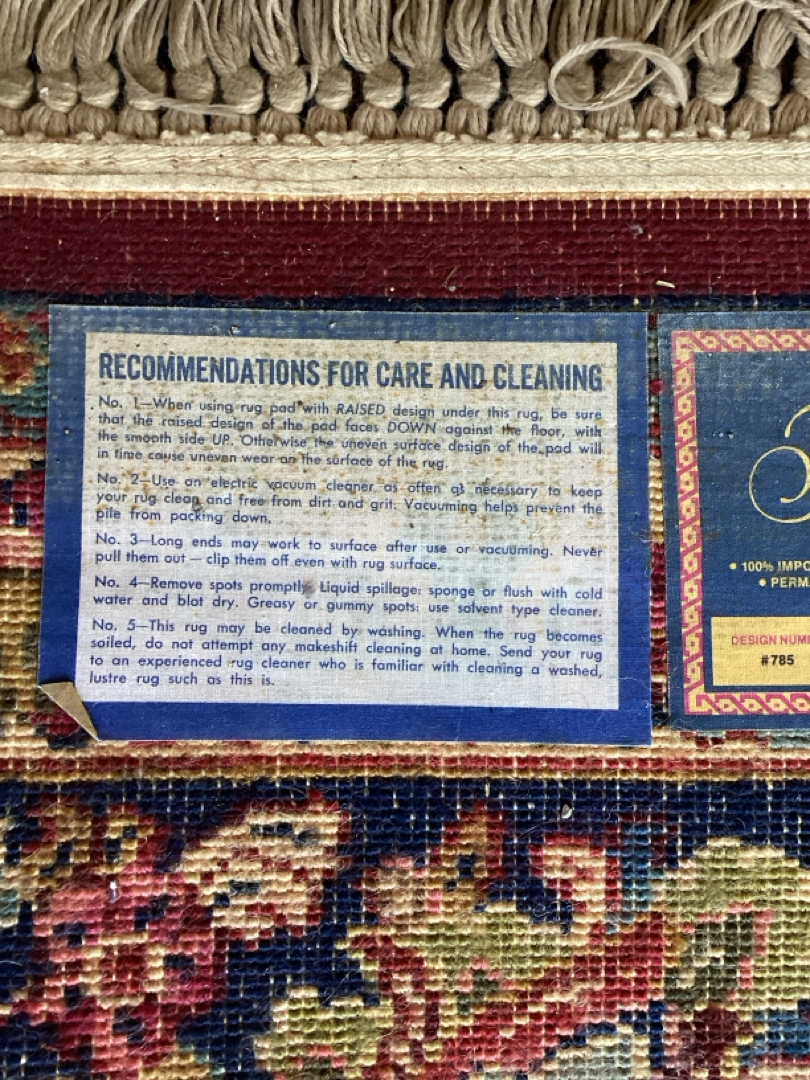 RECOMMENDATIONS FOR CARE AND CLEANING
No. 1—When using rug pad with RAISED design under this rug, be sure
that the raised design of the pad faces DOWN against the floor, with
the smooth side UP. Otherwise the uneven surface design of the pad will
in time cause uneven wear on the surface of the rug.
No. 2—Use an electric vacuum cleaner as often as necessary to keep
your rug clean and free from dirt and grit. Vacuuming helps prevent the
pile from packing down.
No. 3—Long ends may work to surface after use or vacuuming. Never
pull them out — clip them off even with rug surface.
No. 4—Remove spots promptly. Liquid spillage: sponge or flush with cold
water and blot dry. Greasy or gummy spots: use solvent type cleaner.
No. 5—This rug may be cleaned by washing. When the rug becomes
soiled, do not attempt any makeshift cleaning at home. Send your rug
to an experienced rug cleaner who is familiar with cleaning a washed,
lustre rug such as this is.
• 100% IMPO
• PERM
DESIGN NUM
#785